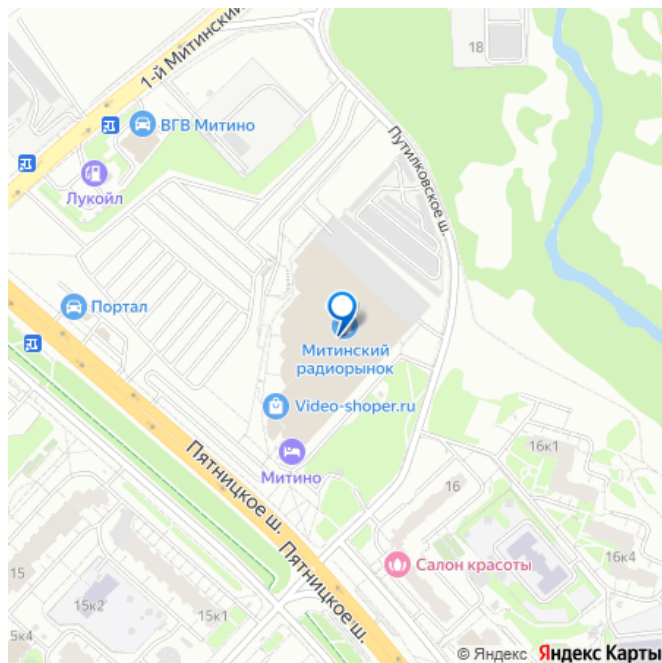 18
1-й Митинский
ВГВ Митино
Путилковское ш.
Лукойл
Портал
Митинский
радиорынок
Video-shoper.ru
Митино
16к1
Пятницкое ш.
16
Пятницкое ш.
16к4
Салон красоты
15
15к2
15к1
5к4
© Яндекс Яндекс Карты